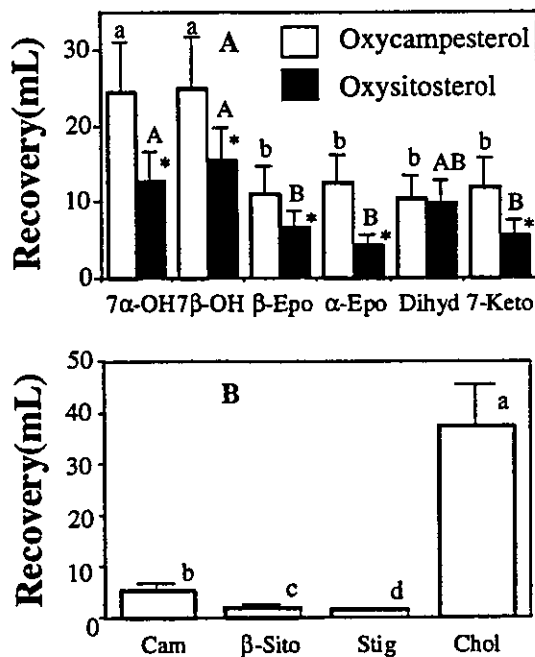 Recovery(mL)
30
20
10
0
A
Oxycampesterol
Oxysitosterol
a
A
*
a
A
*
b
B
*
b
B
*
b
AB
b
B
*
7α-OH 7β-OH β-Epo α-Epo Dihyd 7-Keto
Recovery(mL)
50
40
30
20
10
0
B
b
c
d
a
Cam β-Sito Stig Chol